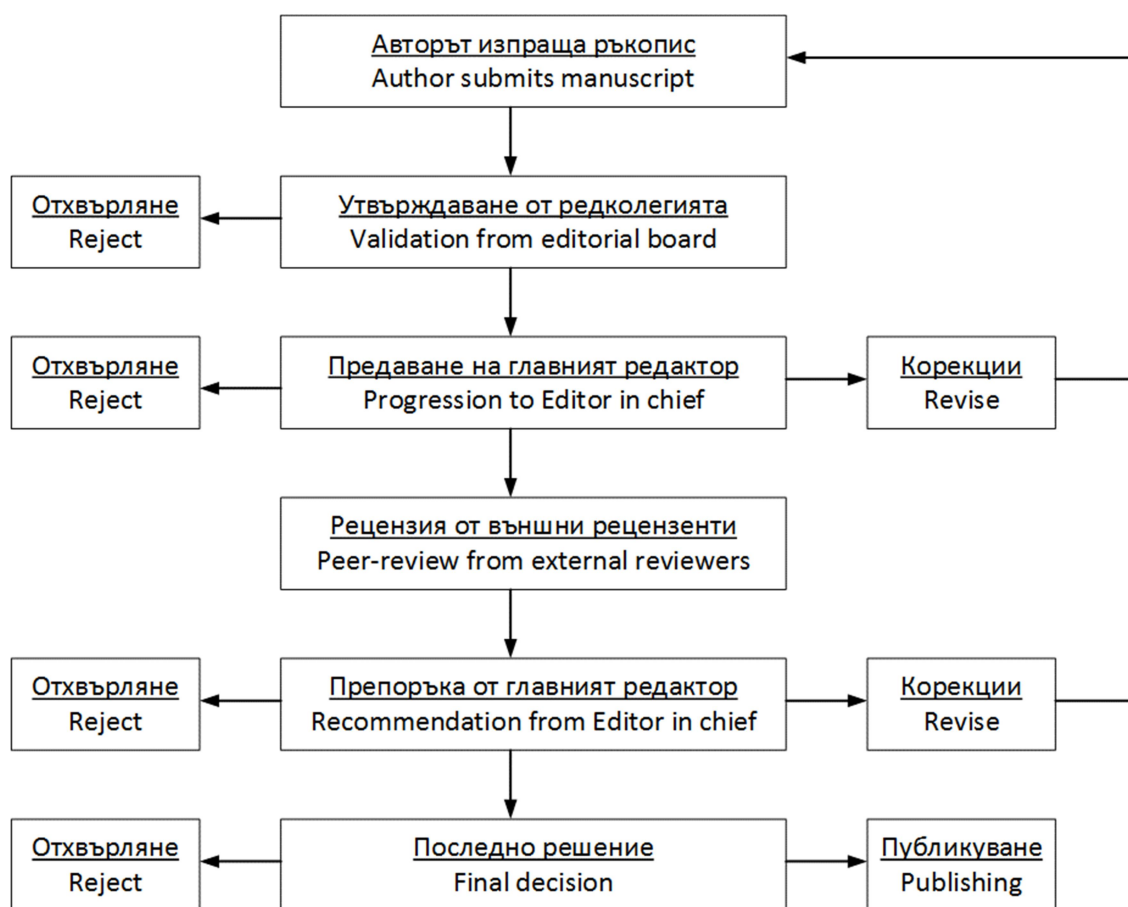 Авторът изпраща ръкопис
Author submits manuscript
Отхвърляне
Reject
Утвърждаване от редколегията
Validation from editorial board
Отхвърляне
Reject
Предаване на главният редактор
Progression to Editor in chief
Корекции
Revise
Рецензия от външни рецензенти
Peer-review from external reviewers
Отхвърляне
Reject
Препоръка от главният редактор
Recommendation from Editor in chief
Корекции
Revise
Отхвърляне
Reject
Последно решение
Final decision
Публикуване
Publishing